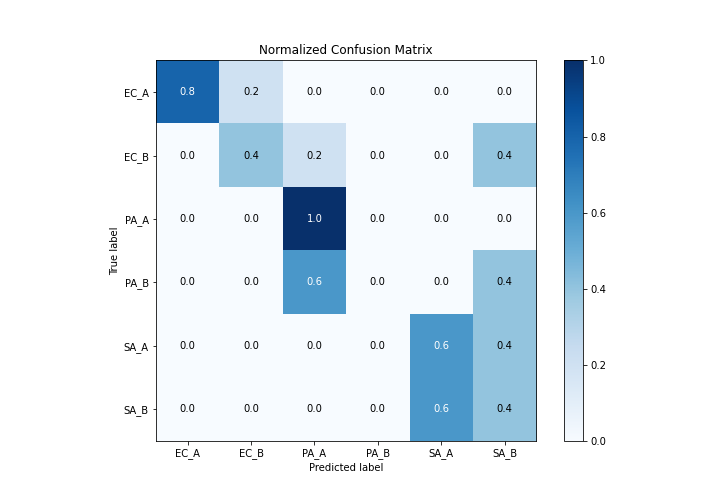 Normalized Confusion Matrix
EC_A 0.8 0.2 0.0 0.0 0.0 0.0
EC_B 0.0 0.4 0.2 0.0 0.0 0.4
PA_A 0.0 0.0 1.0 0.0 0.0 0.0
PA_B 0.0 0.0 0.6 0.0 0.0 0.4
SA_A 0.0 0.0 0.0 0.0 0.6 0.4
SA_B 0.0 0.0 0.0 0.0 0.6 0.4
EC_A EC_B PA_A PA_B SA_A SA_B
Predicted label
True label
1.0
0.8
0.6
0.4
0.2
0.0